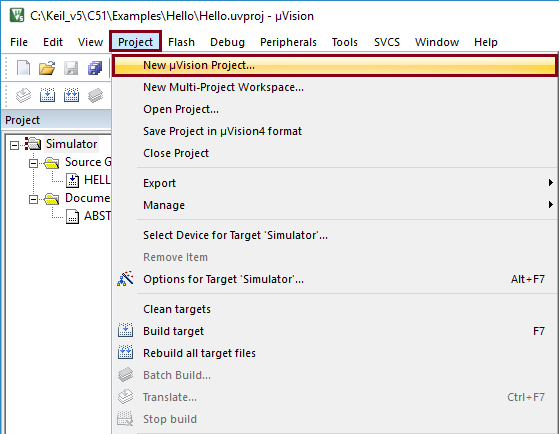 C:\Keil_v5\C51\Examples\Hello\Hello.uvproj - µVision
File Edit View Project Flash Debug Peripherals Tools SVCS Window Help
New µVision Project...
New Multi-Project Workspace...
Open Project...
Save Project in µVision4 format
Close Project
Export
Manage
Select Device for Target 'Simulator'...
Remove Item
Options for Target 'Simulator'... Alt+F7
Clean targets
Build target F7
Rebuild all target files
Batch Build...
Translate... Ctrl+F7
Stop build
Project
Simulator
Source G
HELL
Docume
ABST